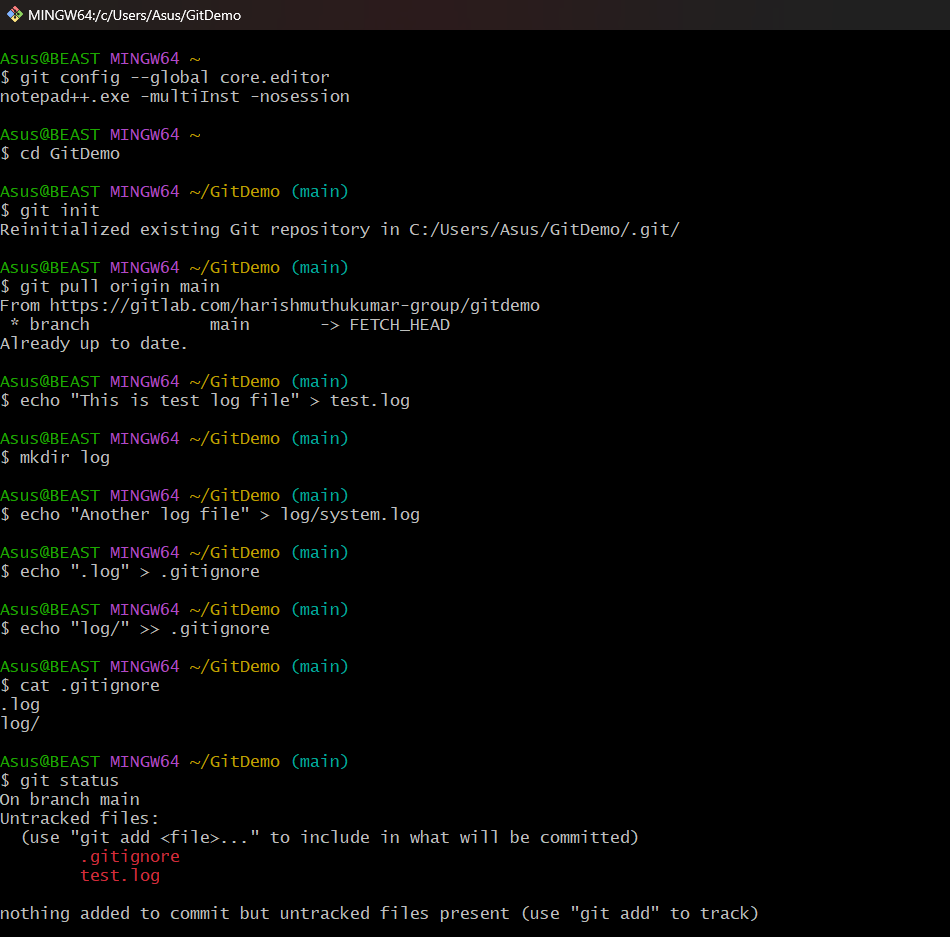 MINGW64:/c/Users/Asus/GitDemo
Asus@BEAST MINGW64 ~
$ git config --global core.editor
notepad++.exe -multiInst -nosession
Asus@BEAST MINGW64 ~
$ cd GitDemo
Asus@BEAST MINGW64 ~/GitDemo (main)
$ git init
Reinitialized existing Git repository in C:/Users/Asus/GitDemo/.git/
Asus@BEAST MINGW64 ~/GitDemo (main)
$ git pull origin main
From https://gitlab.com/harishmuthukumar-group/gitdemo
 * branch            main       -> FETCH_HEAD
Already up to date.
Asus@BEAST MINGW64 ~/GitDemo (main)
$ echo "This is test log file" > test.log
Asus@BEAST MINGW64 ~/GitDemo (main)
$ mkdir log
Asus@BEAST MINGW64 ~/GitDemo (main)
$ echo "Another log file" > log/system.log
Asus@BEAST MINGW64 ~/GitDemo (main)
$ echo ".log" > .gitignore
Asus@BEAST MINGW64 ~/GitDemo (main)
$ echo "log/" >> .gitignore
Asus@BEAST MINGW64 ~/GitDemo (main)
$ cat .gitignore
.log
log/
Asus@BEAST MINGW64 ~/GitDemo (main)
$ git status
On branch main
Untracked files:
  (use "git add <file>..." to include in what will be committed)
        .gitignore
        test.log
nothing added to commit but untracked files present (use "git add" to track)